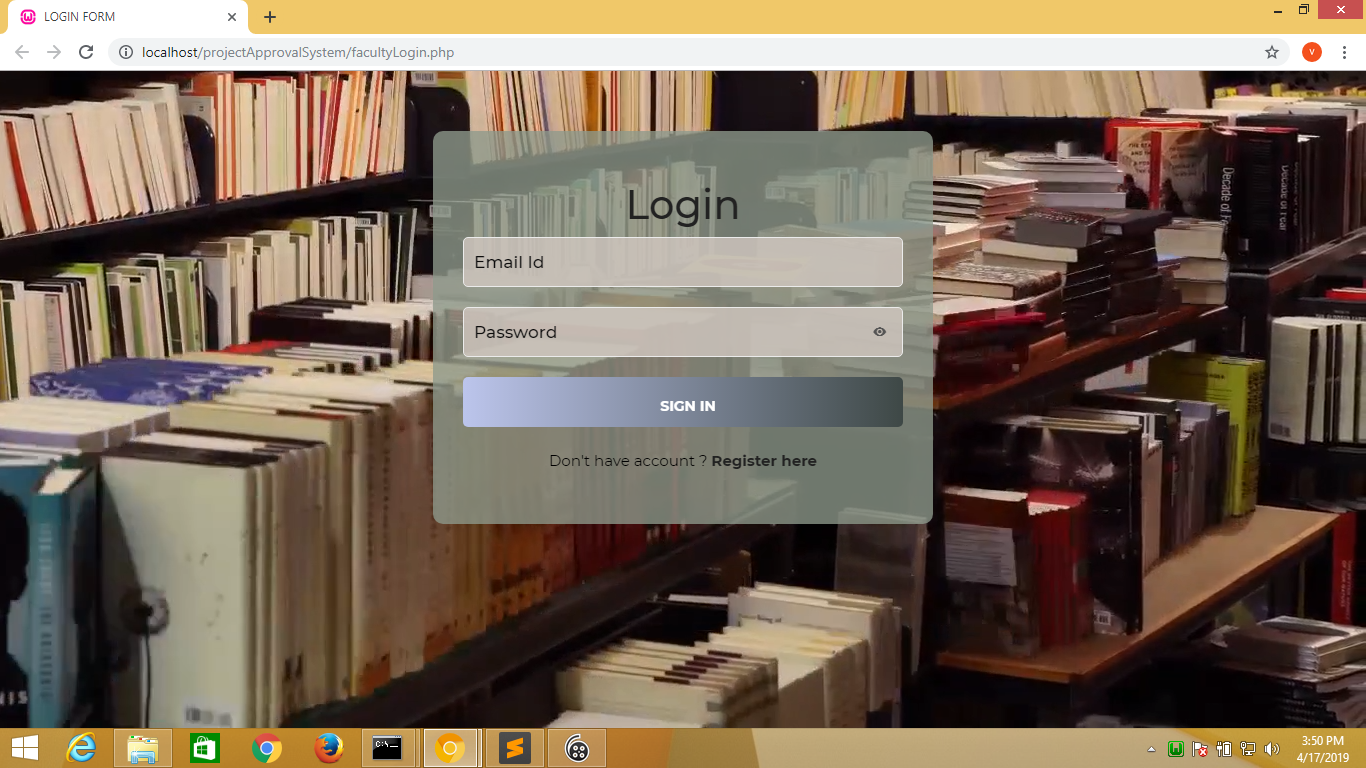 LOGIN FORM
localhost/projectApprovalSystem/facultyLogin.php
V
Login
Email Id
Password
SIGN IN
Don't have account ? Register here
Decade of Fear
3:50 PM
4/17/2019